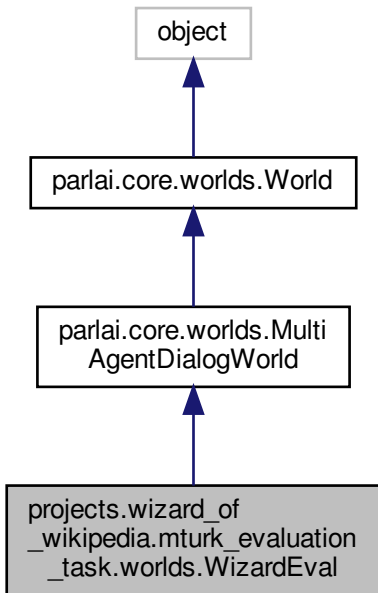 object
parlai.core.worlds.World
parlai.core.worlds.Multi
AgentDialogWorld
projects.wizard_of
_wikipedia.mturk_evaluation
_task.worlds.WizardEval